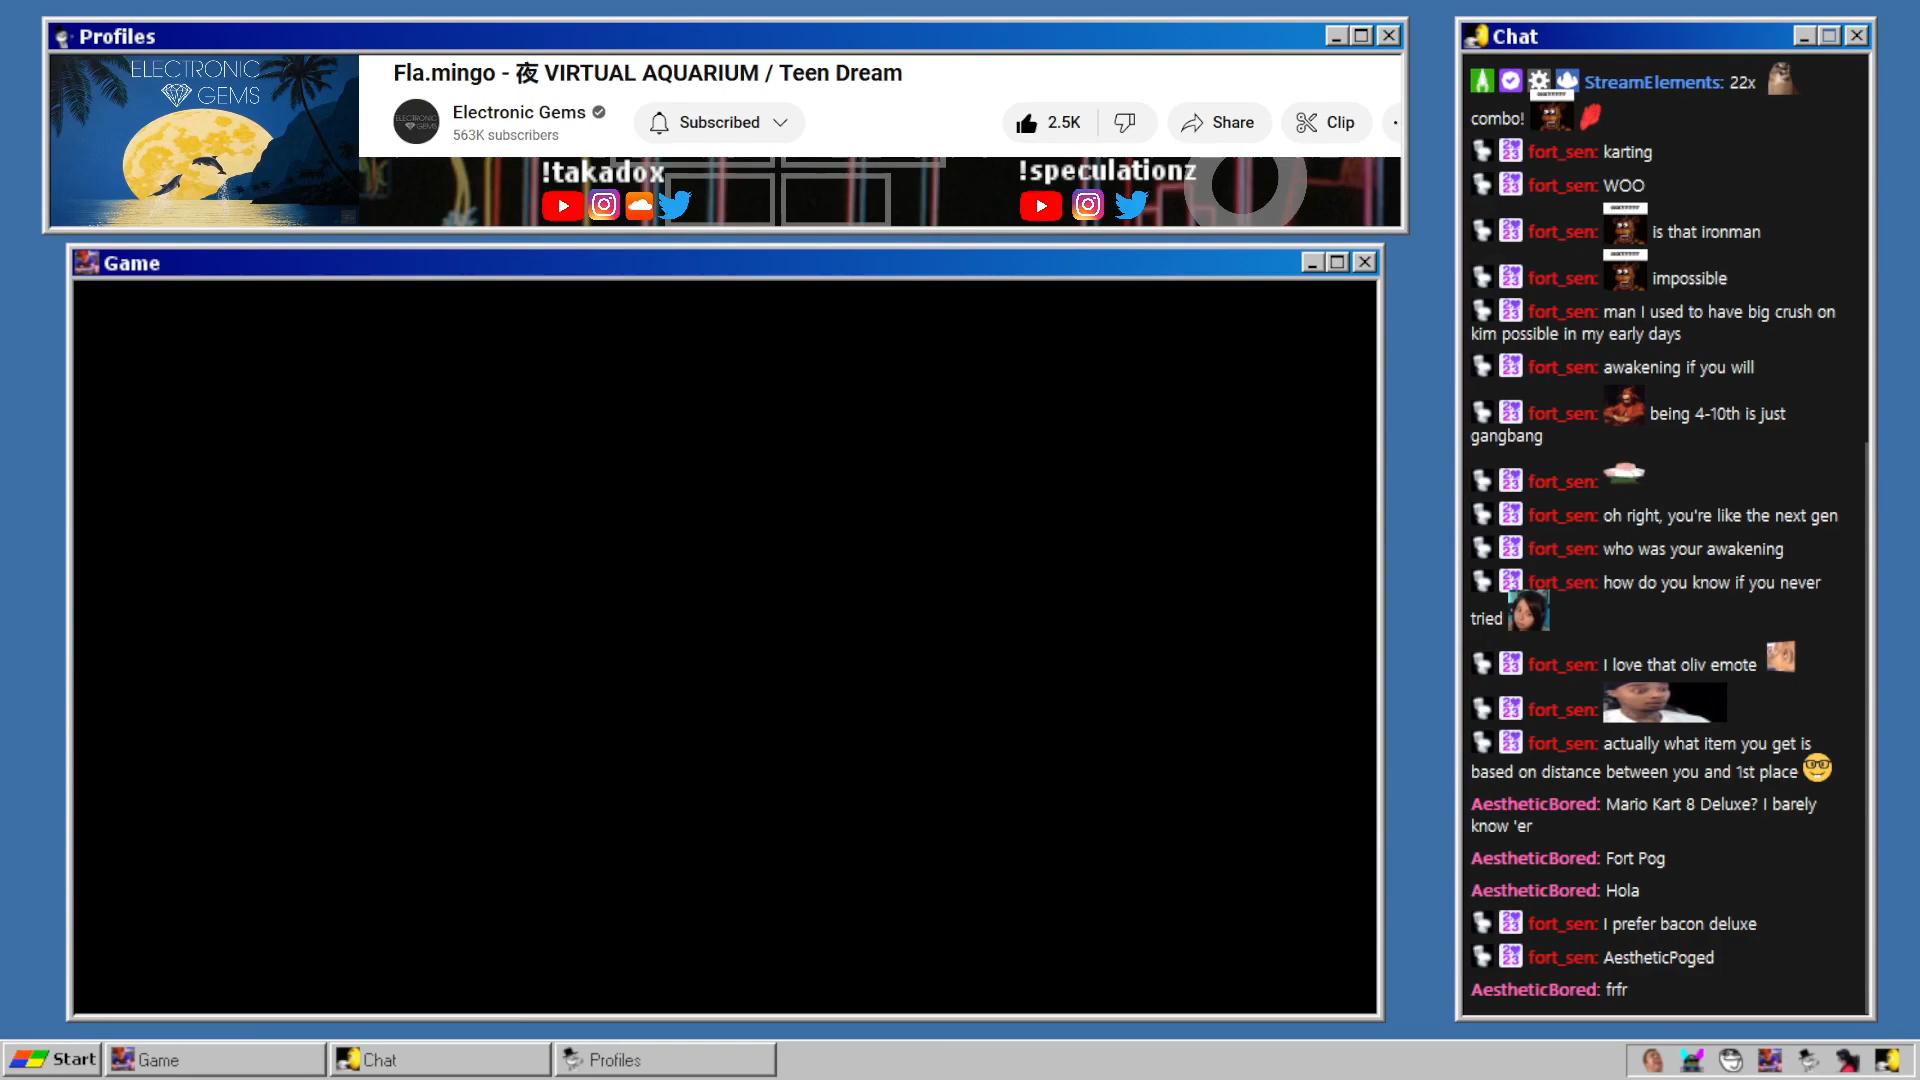 Profiles
ELECTRONIC
GEMS
Fla.mingo - 夜 VIRTUAL AQUARIUM / Teen Dream
Electronic Gems
563K subscribers
Subscribed
2.5K
Share
Clip
!takadox
!speculationz
Game
Chat
StreamElements: 22x
combo!
fort_sen: karting
fort_sen: WOO
fort_sen: is that ironman
fort_sen: impossible
fort_sen: man I used to have big crush on
kim possible in my early days
fort_sen: awakening if you will
fort_sen: being 4-10th is just
gangbang
fort_sen:
fort_sen: oh right, you're like the next gen
fort_sen: who was your awakening
fort_sen: how do you know if you never
tried
fort_sen: I love that oliv emote
fort_sen:
fort_sen: actually what item you get is
based on distance between you and 1st place
AestheticBored: Mario Kart 8 Deluxe? I barely
know 'er
AestheticBored: Fort Pog
AestheticBored: Hola
fort_sen: I prefer bacon deluxe
fort_sen: AestheticPoged
AestheticBored: frfr
Start
Game
Chat
Profiles